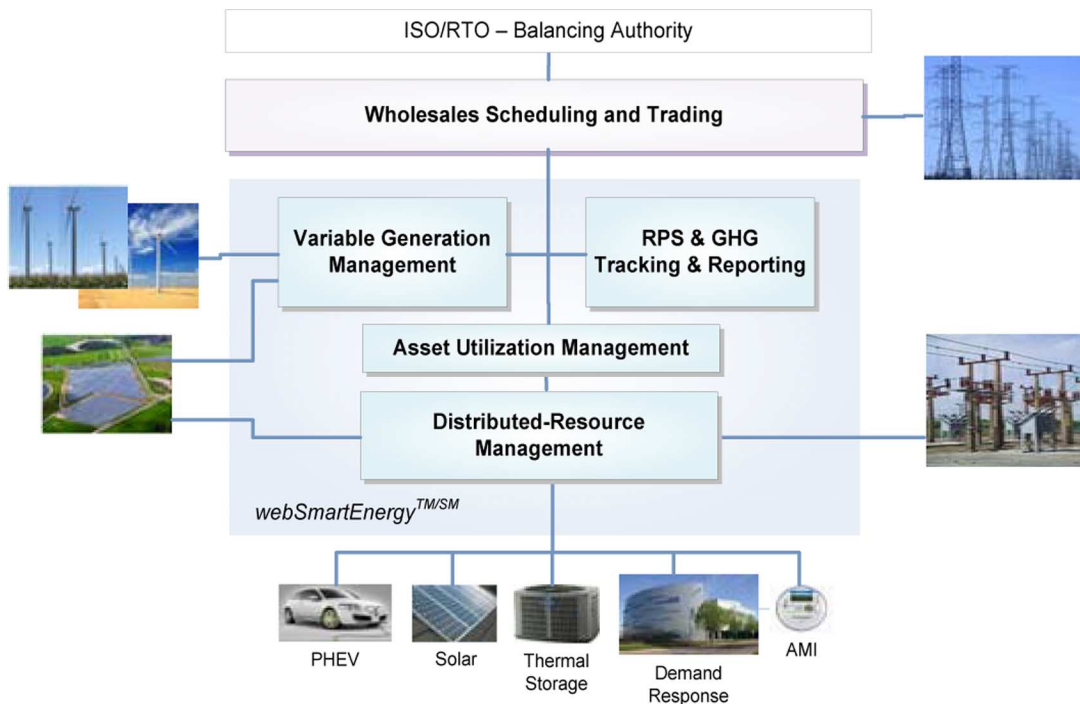 ISO/RTO – Balancing Authority
Wholesales Scheduling and Trading
Variable Generation
Management
RPS & GHG
Tracking & Reporting
Asset Utilization Management
Distributed-Resource
Management
webSmartEnergy™/SM
PHEV
Solar
Thermal
Storage
Demand
Response
AMI